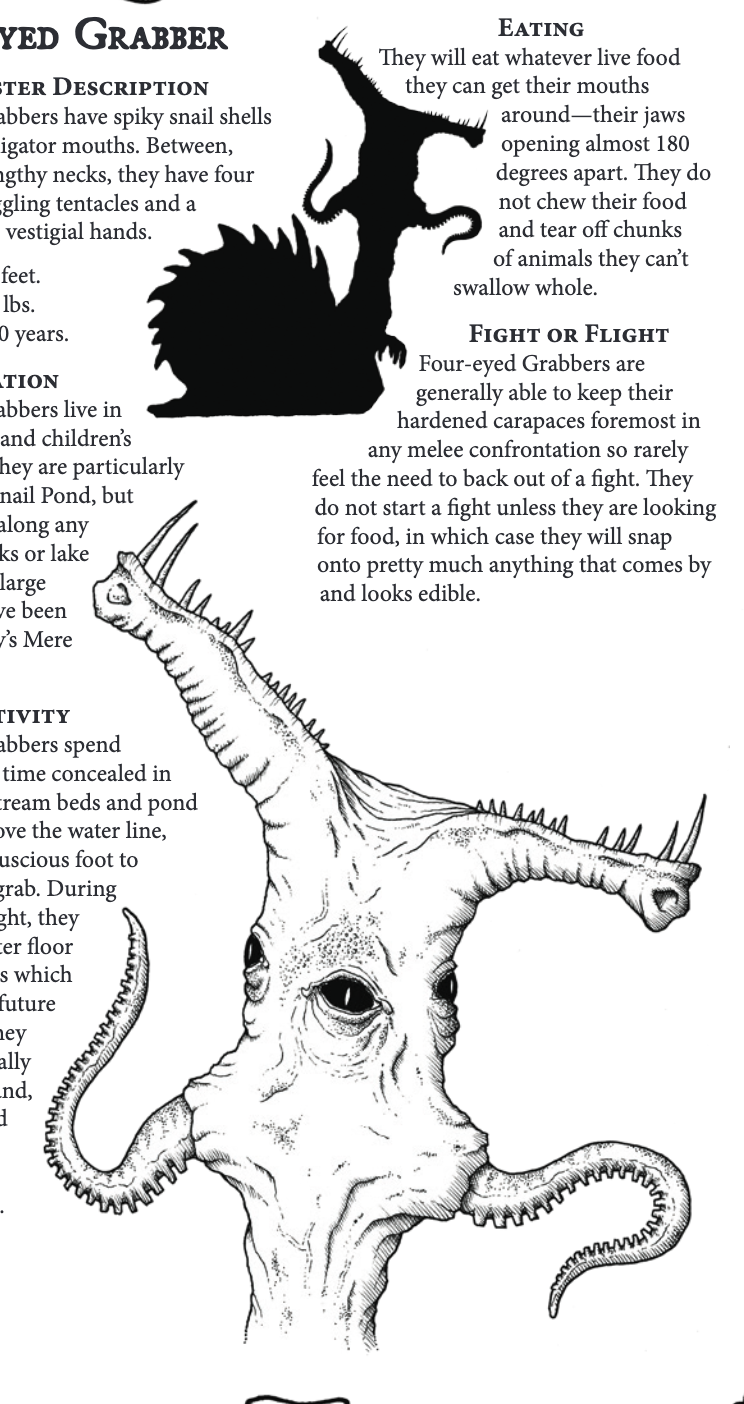 YED GRABBER
STER DESCRIPTION
abbers have spiky snail shells
igator mouths. Between,
ngthy necks, they have four
ggling tentacles and a
vestigial hands.
feet.
lbs.
0 years.
ATION
abbers live in
and children's
hey are particularly
nail Pond, but
along any
ks or lake
large
ve been
y's Mere
TIVITY
abbers spend
time concealed in
tream beds and pond
ove the water line,
uscious foot to
grab. During
ght, they
ter floor
s which
future
hey
ally
und,
d
.
EATING
They will eat whatever live food
they can get their mouths
around—their jaws
opening almost 180
degrees apart. They do
not chew their food
and tear off chunks
of animals they can't
swallow whole.
FIGHT OR FLIGHT
Four-eyed Grabbers are
generally able to keep their
hardened carapaces foremost in
any melee confrontation so rarely
feel the need to back out of a fight. They
do not start a fight unless they are looking
for food, in which case they will snap
onto pretty much anything that comes by
and looks edible.